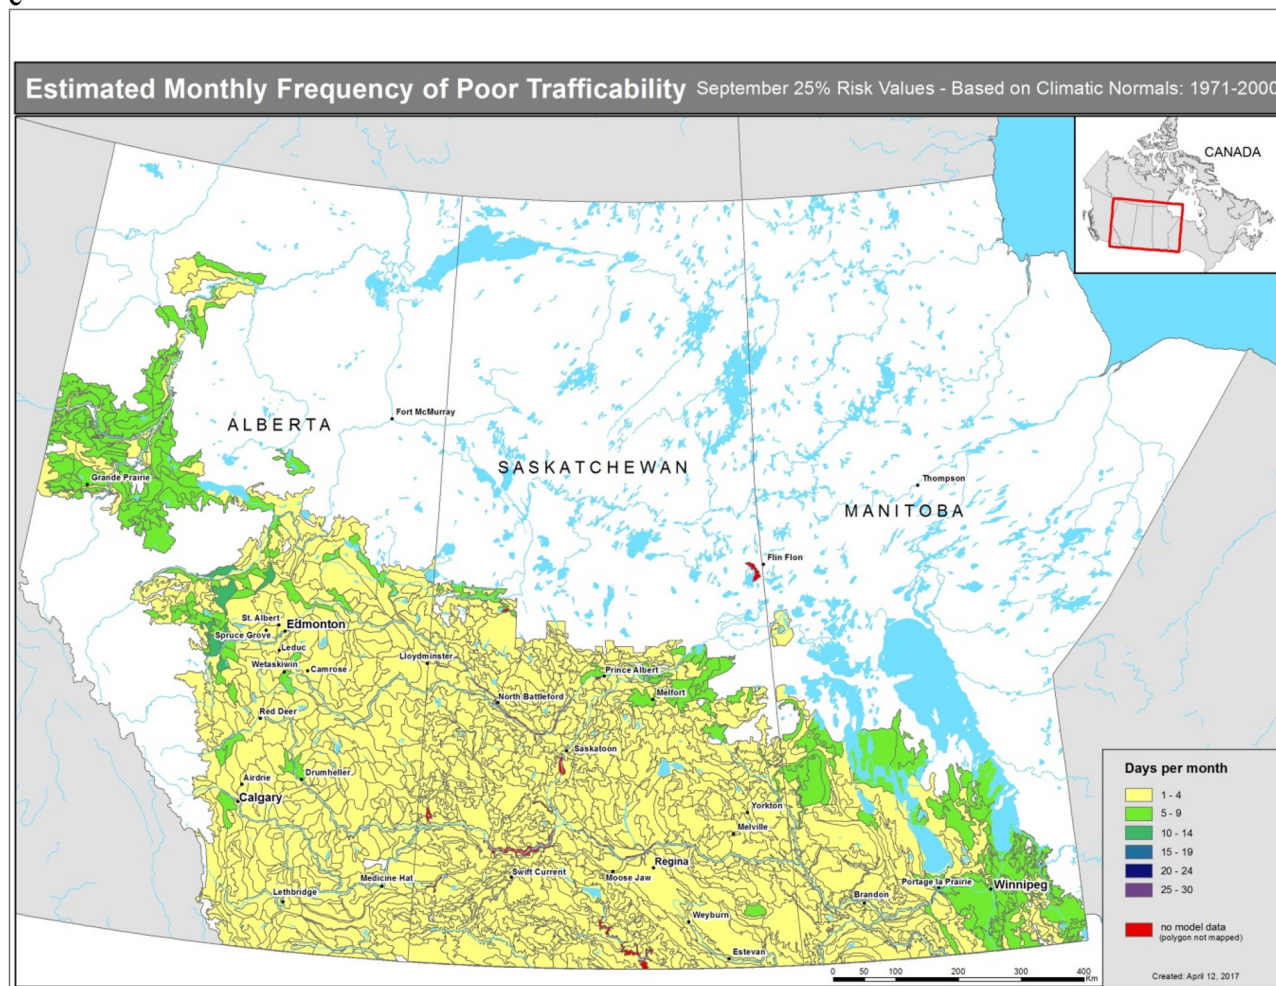 Estimated Monthly Frequency of Poor Trafficability September 25% Risk Values - Based on Climatic Normals: 1971-2000
CANADA
ALBERTA
Fort McMurray
SASKATCHEWAN
Grande Prairie
Thompson
MANITOBA
Flin Flon
St. Albert
Edmonton
Spruce Grove
Leduc
Wetaskiwin
Camrose
Lloydminster
Prince Albert
North Battleford
Melfort
Red Deer
Saskatoon
Airdrie
Drumheller
Calgary
Yorkton
Melville
Regina
Medicine Hat
Swift Current
Moose Jaw
Lethbridge
Brandon
Portage la Prairie
Winnipeg
Weyburn
Estevan
Days per month
1 - 4
5 - 9
10 - 14
15 - 19
20 - 24
25 - 30
no model data
(polygon not mapped)
0 50 100 200 300 400
Km
Created: April 12, 2017